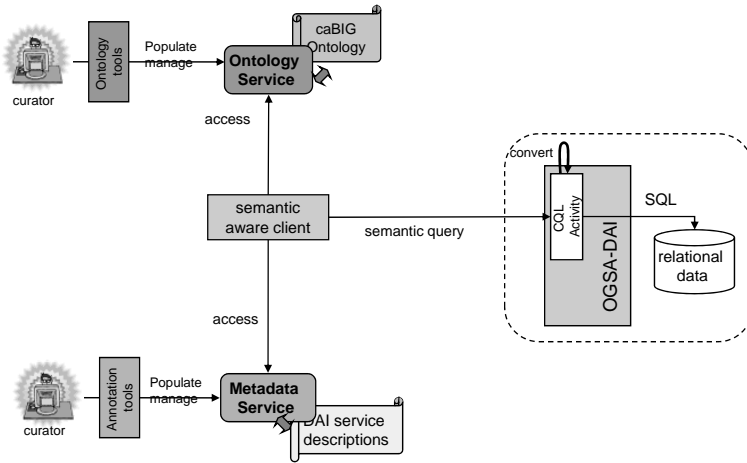 caBIG
Ontology
Populate
manage
Ontology
tools
Ontology
Service
curator
access
convert
CQL
Activity
SQL
semantic
aware client
semantic query
OGSA-DAI
relational
data
access
Populate
manage
Annotation
tools
Metadata
Service
curator
DAI service
descriptions